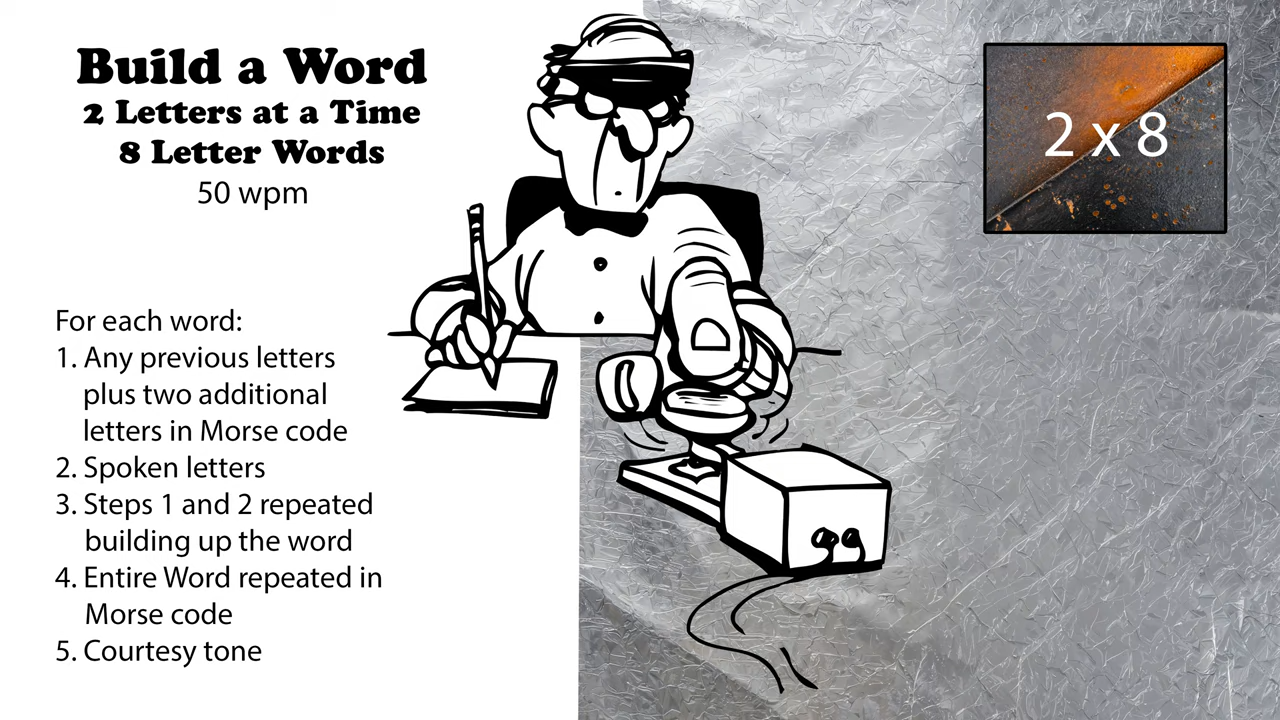 Build a Word
2 Letters at a Time
8 Letter Words
50 wpm
2 x 8
For each word:
1. Any previous letters
plus two additional
letters in Morse code
2. Spoken letters
3. Steps 1 and 2 repeated
building up the word
4. Entire Word repeated in
Morse code
5. Courtesy tone